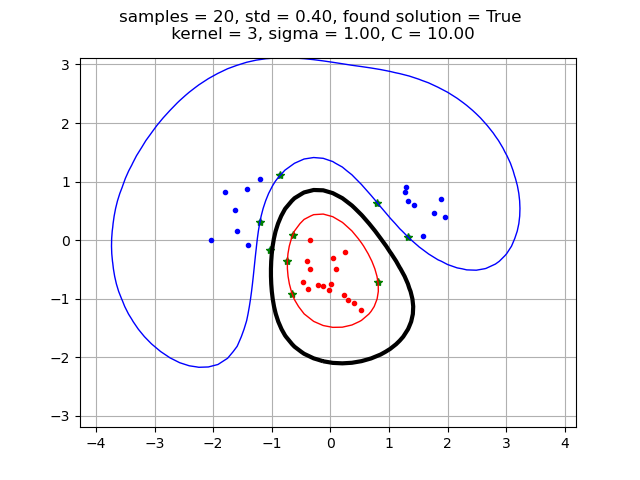 samples = 20, std = 0.40, found solution = True
kernel = 3, sigma = 1.00, C = 10.00
3
2
1
0
−1
−2
−3
−4 −3 −2 −1 0 1 2 3 4